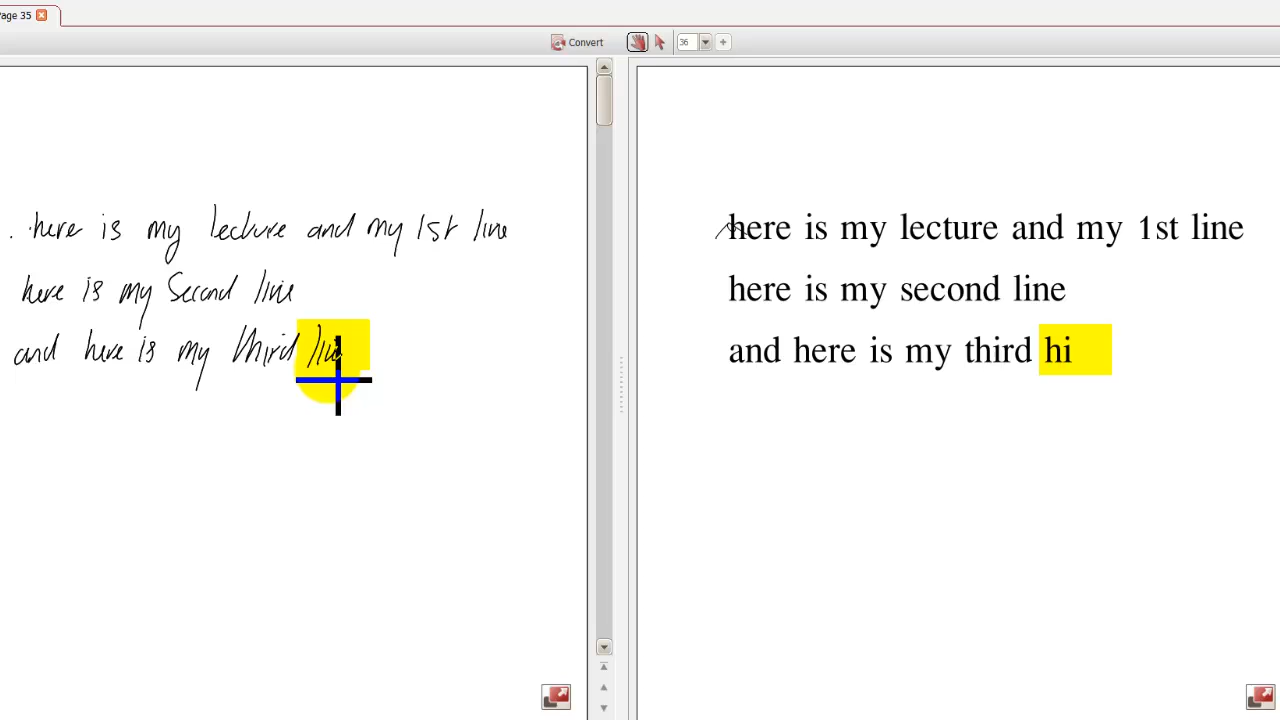 Page 35
Convert
36
. here is my lecture and my 1st line
here is my Second line
and here is my third lin
here is my lecture and my 1st line
here is my second line
and here is my third hi